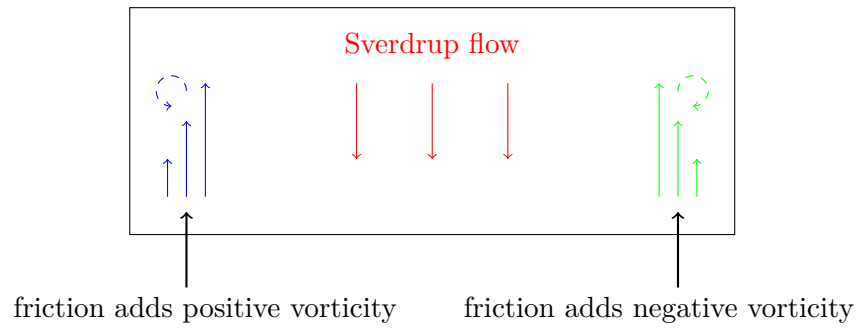 Sverdrup flow
friction adds positive vorticity
friction adds negative vorticity